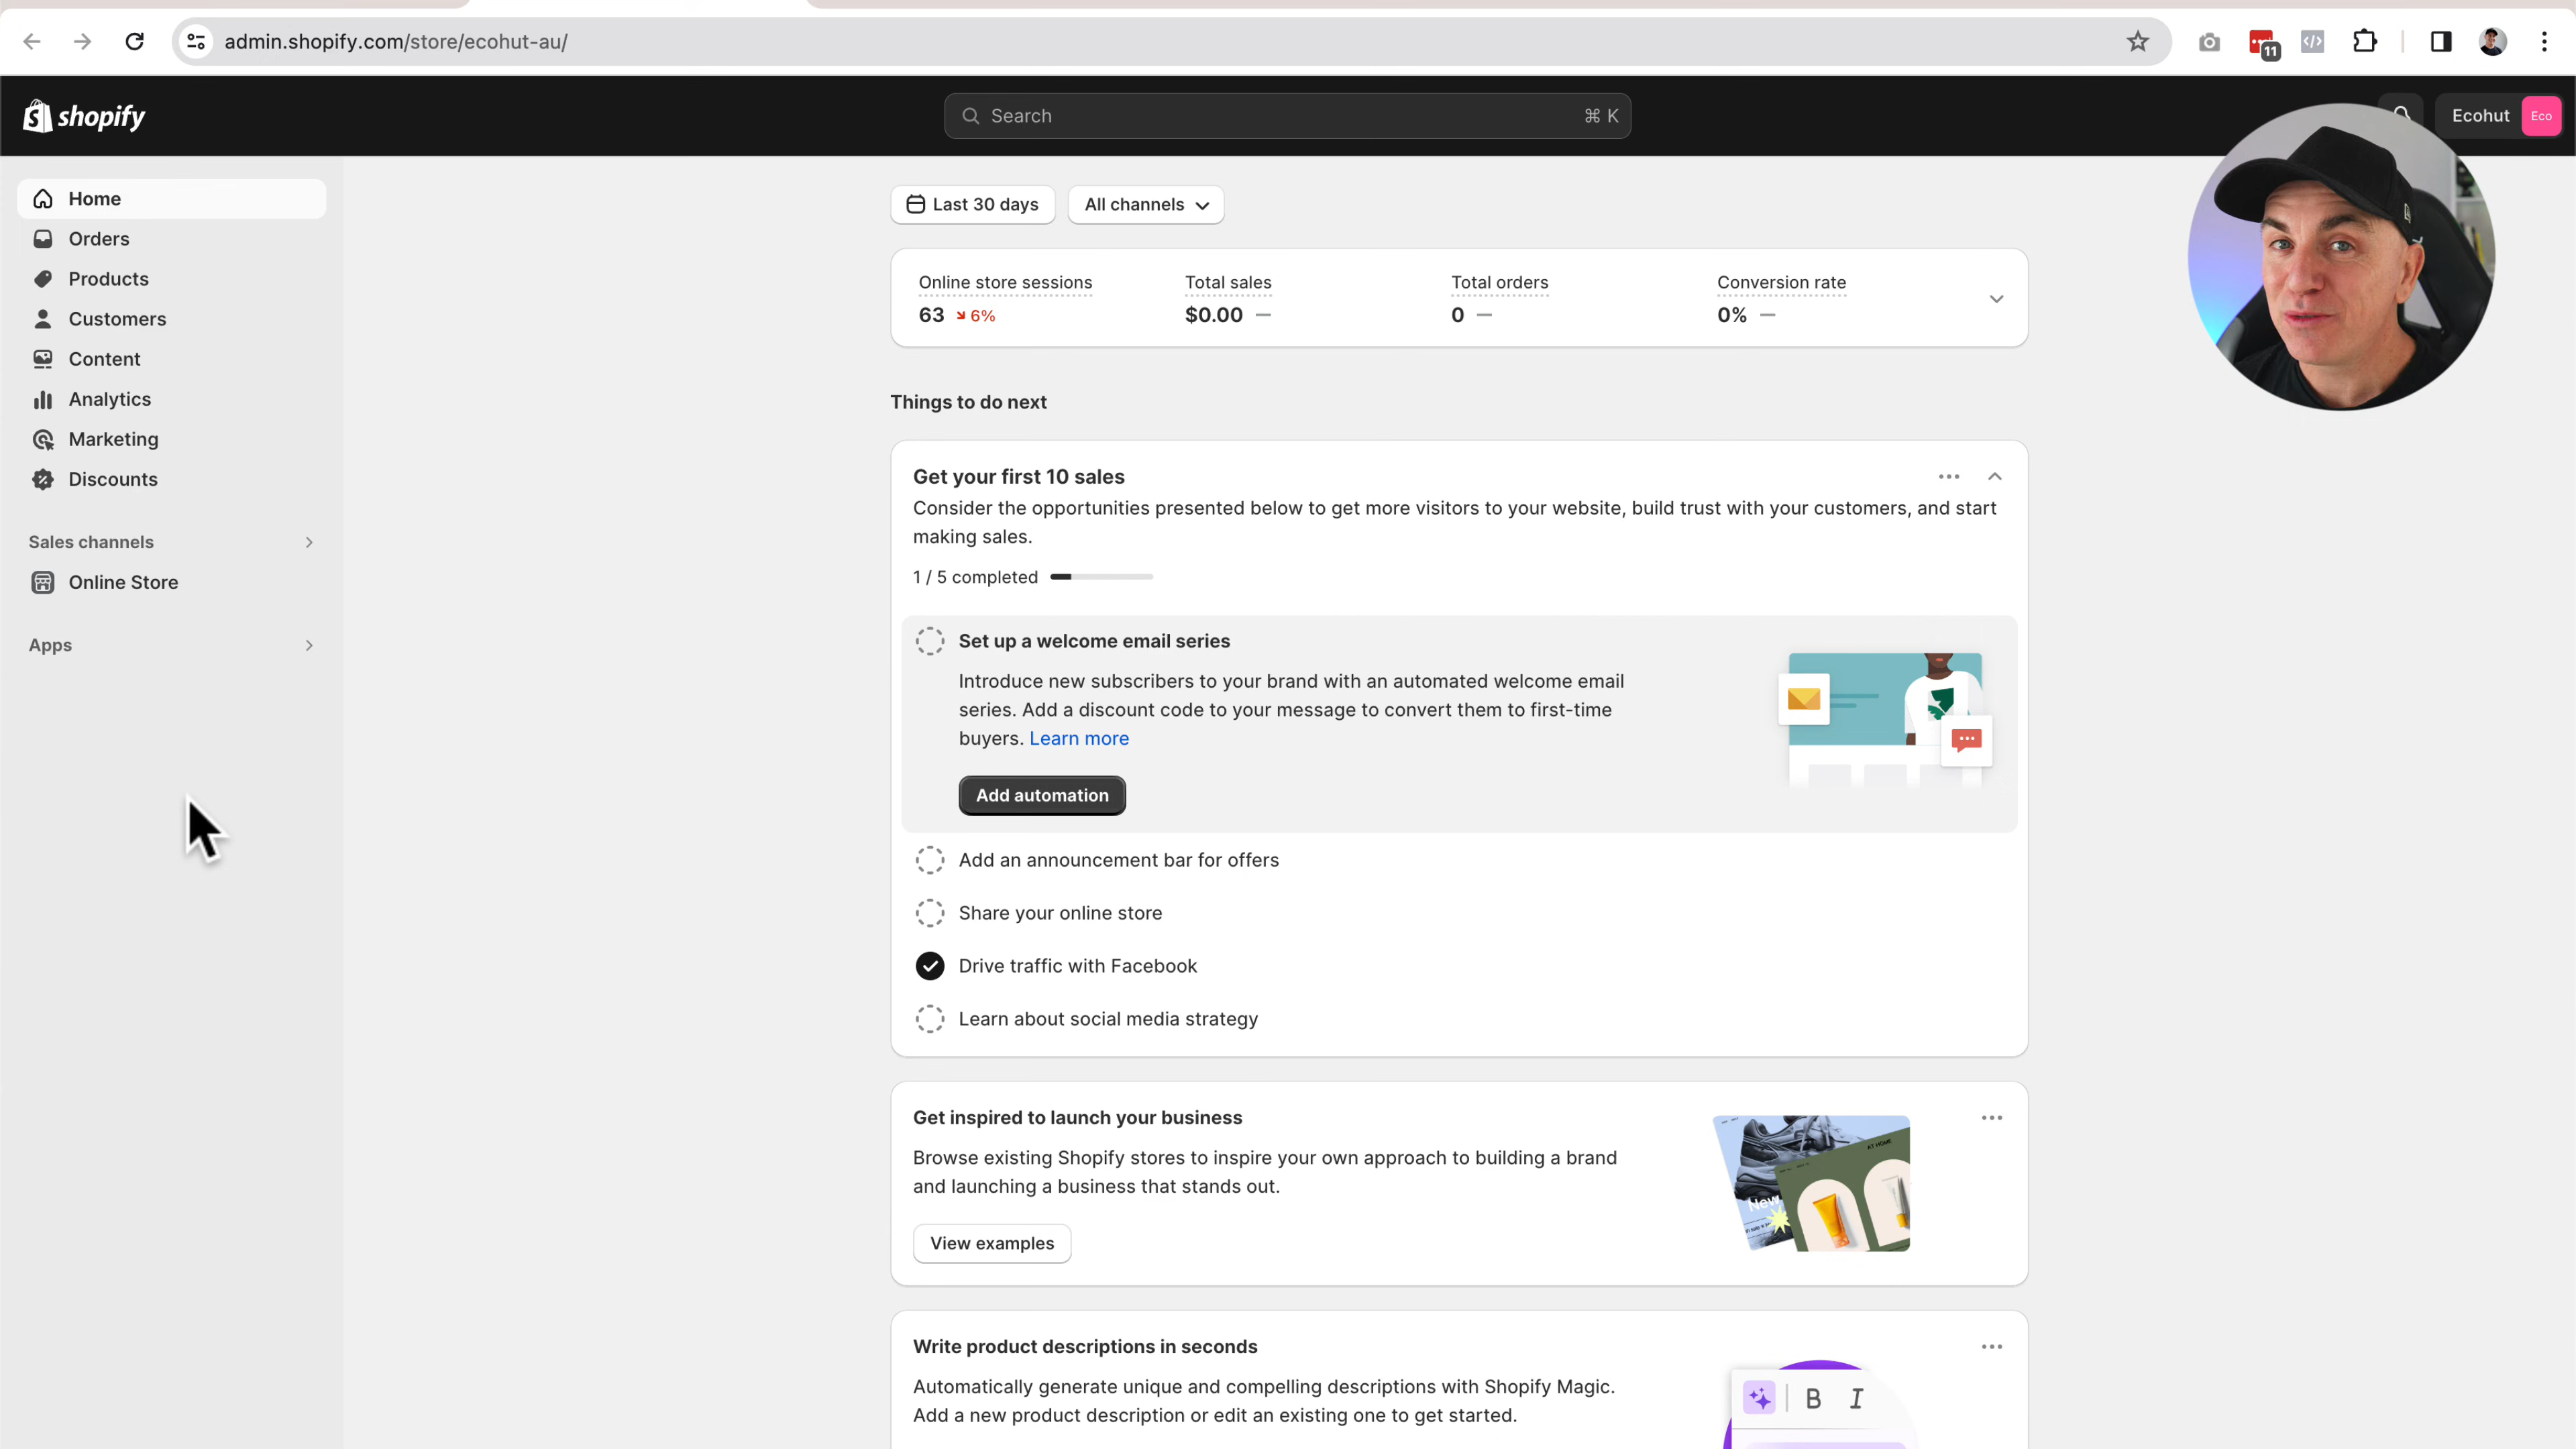 admin.shopify.com/store/ecohut-au/
11
shopify
Search
⌘ K
Ecohut
Eco
Home
Orders
Products
Customers
Content
Analytics
Marketing
Discounts
Sales channels
Online Store
Apps
Last 30 days
All channels
Online store sessions
63 6%
Total sales
$0.00 —
Total orders
0 —
Conversion rate
0% —
Things to do next
Get your first 10 sales
Consider the opportunities presented below to get more visitors to your website, build trust with your customers, and start
making sales.
1 / 5 completed
Set up a welcome email series
Introduce new subscribers to your brand with an automated welcome email
series. Add a discount code to your message to convert them to first-time
buyers. Learn more
Add automation
Add an announcement bar for offers
Share your online store
Drive traffic with Facebook
Learn about social media strategy
Get inspired to launch your business
Browse existing Shopify stores to inspire your own approach to building a brand
and launching a business that stands out.
View examples
AT HOME
New
Write product descriptions in seconds
Automatically generate unique and compelling descriptions with Shopify Magic.
Add a new product description or edit an existing one to get started.
B I